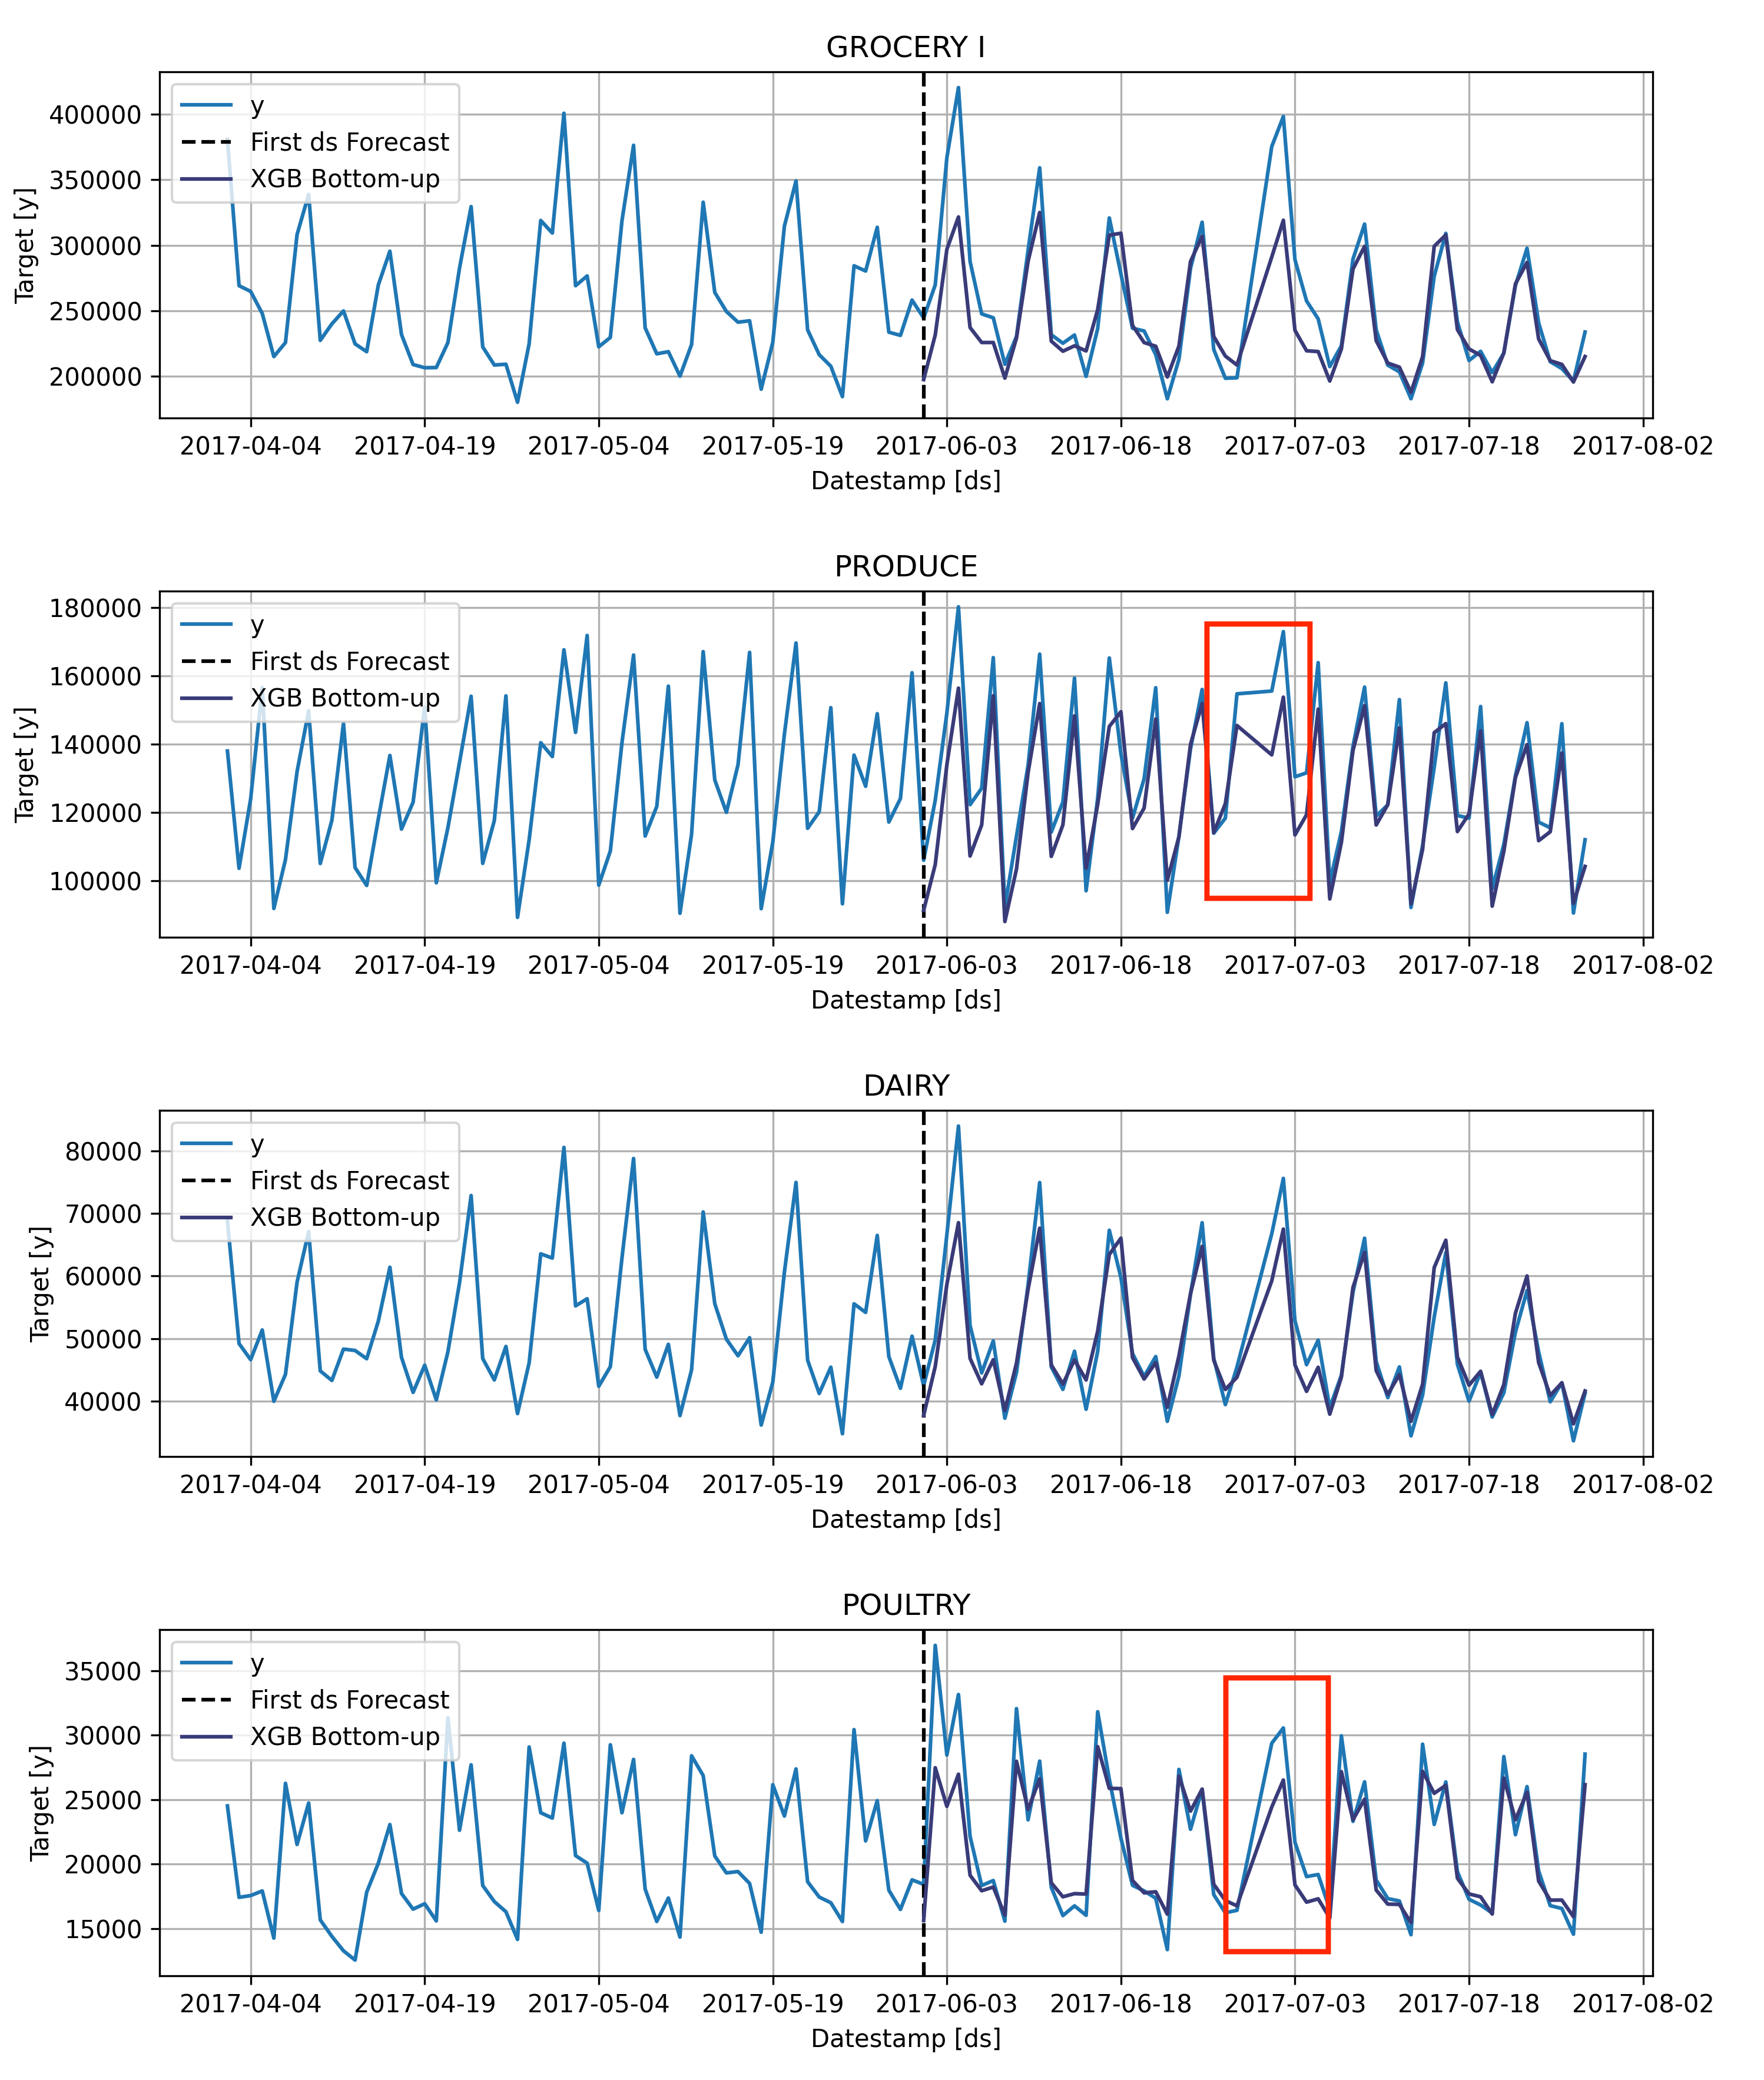 GROCERY I
y
First ds Forecast
XGB Bottom-up
Target [y]
400000
350000
300000
250000
200000
2017-04-04 2017-04-19 2017-05-04 2017-05-19 2017-06-03 2017-06-18 2017-07-03 2017-07-18 2017-08-02
Datestamp [ds]
PRODUCE
y
First ds Forecast
XGB Bottom-up
Target [y]
180000
160000
140000
120000
100000
2017-04-04 2017-04-19 2017-05-04 2017-05-19 2017-06-03 2017-06-18 2017-07-03 2017-07-18 2017-08-02
Datestamp [ds]
DAIRY
y
First ds Forecast
XGB Bottom-up
Target [y]
80000
70000
60000
50000
40000
2017-04-04 2017-04-19 2017-05-04 2017-05-19 2017-06-03 2017-06-18 2017-07-03 2017-07-18 2017-08-02
Datestamp [ds]
POULTRY
y
First ds Forecast
XGB Bottom-up
Target [y]
35000
30000
25000
20000
15000
2017-04-04 2017-04-19 2017-05-04 2017-05-19 2017-06-03 2017-06-18 2017-07-03 2017-07-18 2017-08-02
Datestamp [ds]